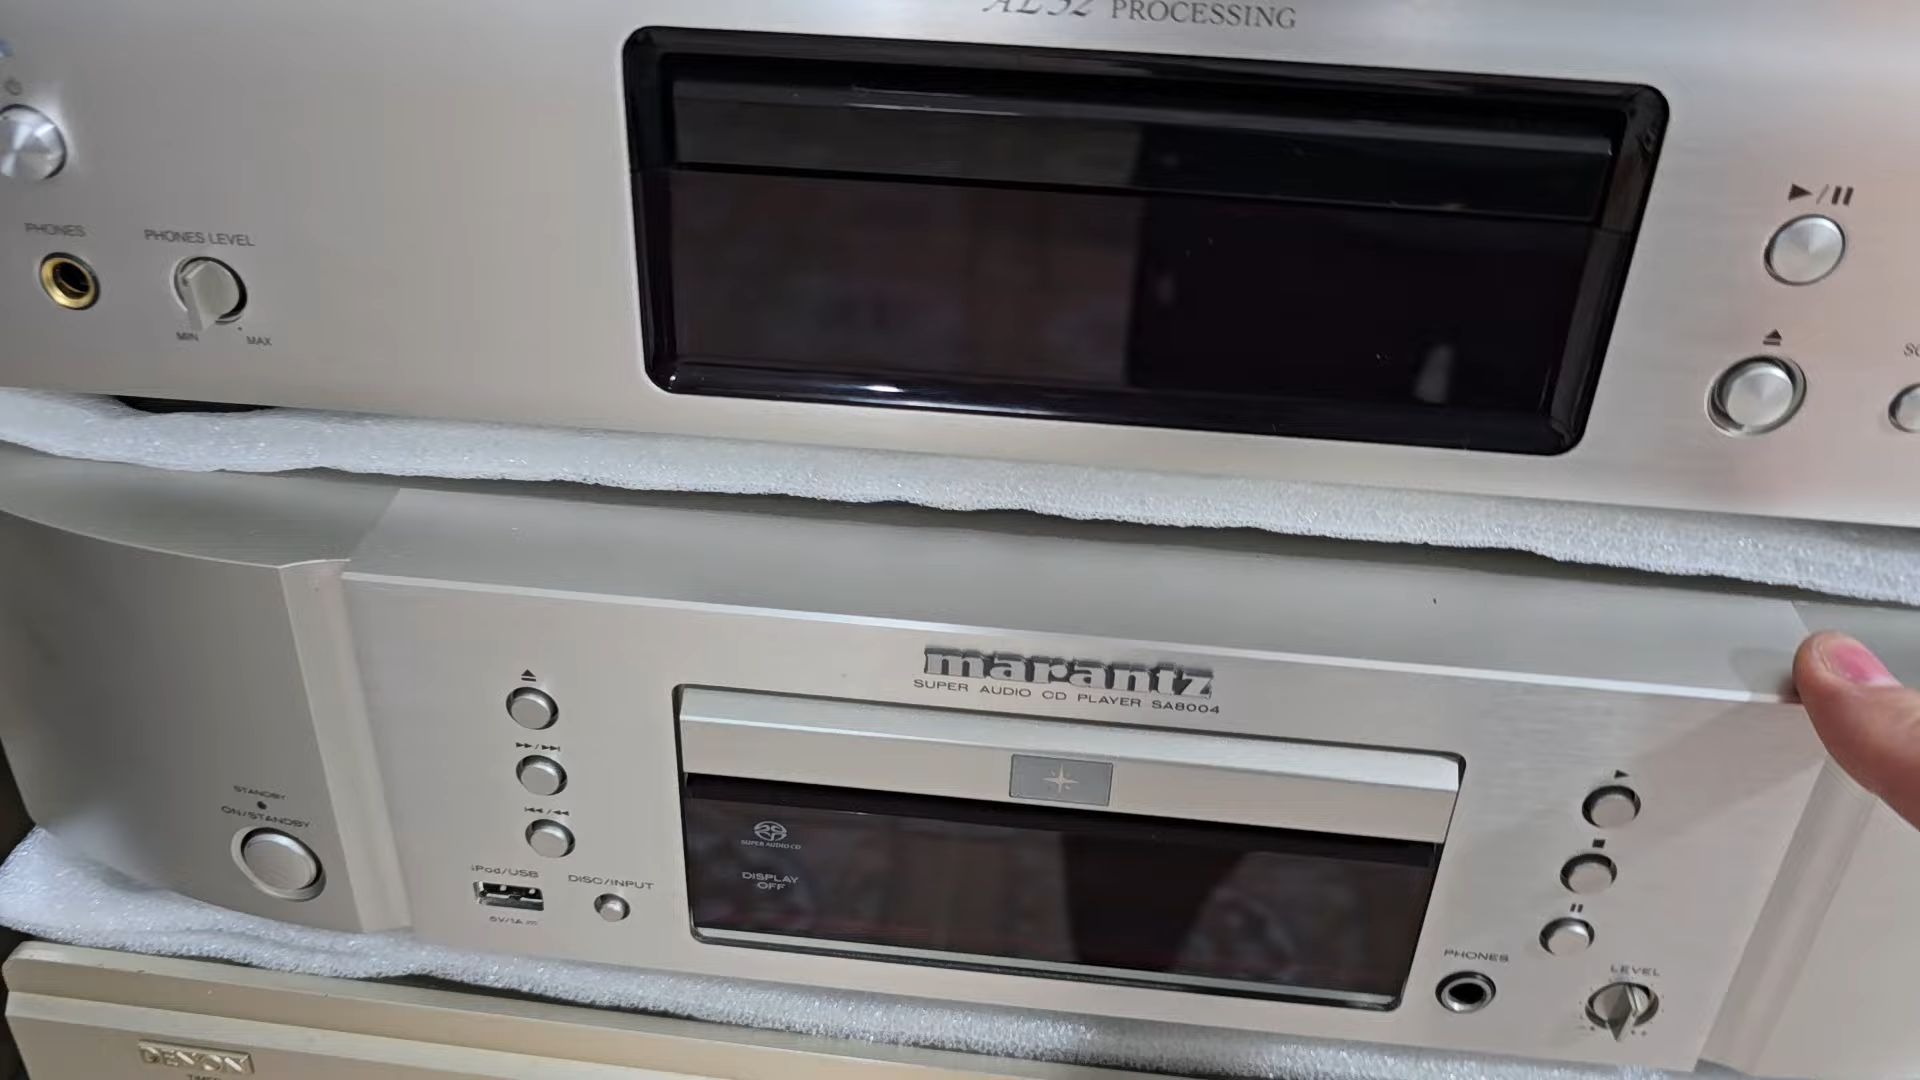 AL32 PROCESSING
PHONES
PHONES LEVEL
MIN
MAX
marantz
SUPER AUDIO CD PLAYER SA8004
STANDBY
ON/STANDBY
iPod/USB
5V/1A
DISC/INPUT
SUPER AUDIO CD
DISPLAY
OFF
PHONES
LEVEL
DENON